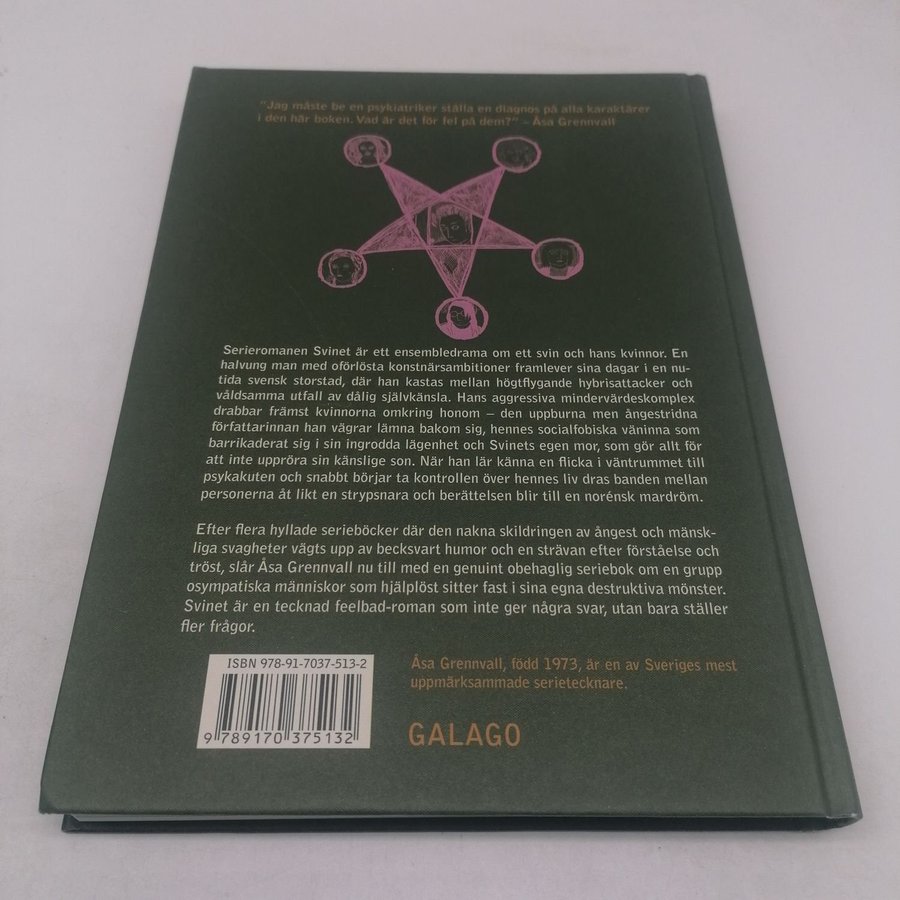 "Jag måste be en psykiatriker ställa en diagnos på alla karaktärer
i den här boken. Vad är det för fel på dem?" – Åsa Grennvall
Serieromanen Svinet är ett ensembledrama om ett svin och hans kvinnor. En
halvung man med oförlösta konstnärsambitioner framlever sina dagar i en nu-
tida svensk storstad, där han kastas mellan högtflygande hybrisattacker och
våldsamma utfall av dålig självkänsla. Hans aggressiva mindervärdeskomplex
drabbar främst kvinnorna omkring honom – den uppburna men ångestridna
författarinnan han vägrar lämna bakom sig, hennes socialfobiska väninna som
barrikaderat sig i sin ingrodda lägenhet och Svinets egen mor, som gör allt för
att inte uppröra sin känslige son. När han lär känna en flicka i väntrummet till
psykakuten och snabbt börjar ta kontrollen över hennes liv dras banden mellan
personerna åt likt en strypsnara och berättelsen blir till en norénsk mardröm.
Efter flera hyllade serieböcker där den nakna skildringen av ångest och mänsk-
liga svagheter vägts upp av becksvart humor och en strävan efter förståelse och
tröst, slår Åsa Grennvall nu till med en genuint obehaglig seriebok om en grupp
osympatiska människor som hjälplöst sitter fast i sina egna destruktiva mönster.
Svinet är en tecknad feelbad-roman som inte ger några svar, utan bara ställer
fler frågor.
ISBN 978-91-7037-513-2
9 789170 375132
Åsa Grennvall, född 1973, är en av Sveriges mest
uppmärksammade serietecknare.
GALAGO